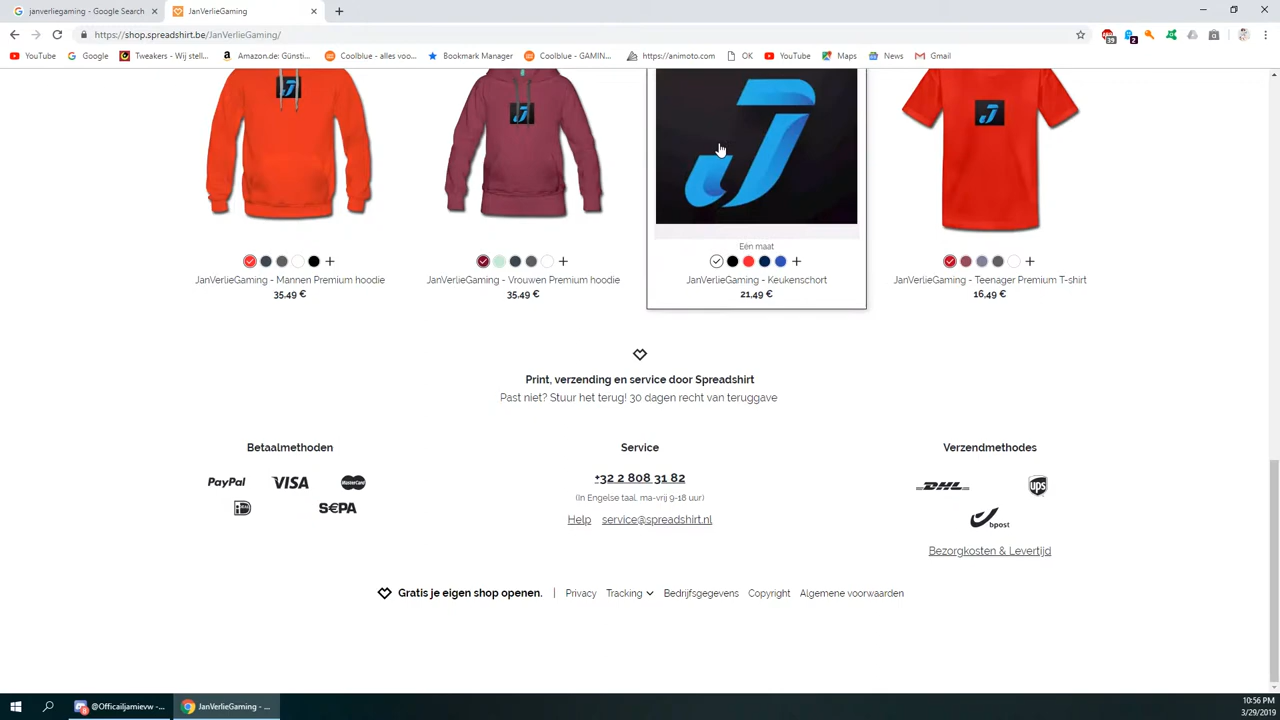 janverliegaming - Google Search
JanVerlieGaming
https://shop.spreadshirt.be/JanVerlieGaming/
39
2
YouTube
Google
Tweakers - Wij stell...
Amazon.de: Günsti...
Coolblue - alles voo...
Bookmark Manager
Coolblue - GAMIN...
https://animoto.com
OK
YouTube
Maps
News
Gmail
Eén maat
JanVerlieGaming - Mannen Premium hoodie
35,49 €
JanVerlieGaming - Vrouwen Premium hoodie
35,49 €
JanVerlieGaming - Keukenschort
21,49 €
JanVerlieGaming - Teenager Premium T-shirt
16,49 €
Print, verzending en service door Spreadshirt
Past niet? Stuur het terug! 30 dagen recht van teruggave
Betaalmethoden
PayPal
VISA
MasterCard
iD
S€PA
Service
+32 2 808 31 82
(In Engelse taal, ma-vrij 9-18 uur)
Help
service@spreadshirt.nl
Verzendmethodes
DHL
ups
bpost
Bezorgkosten & Levertijd
Gratis je eigen shop openen.
Privacy
Tracking
Bedrijfsgegevens
Copyright
Algemene voorwaarden
@Officailjamievw -...
JanVerlieGaming - ...
10:56 PM
3/29/2019